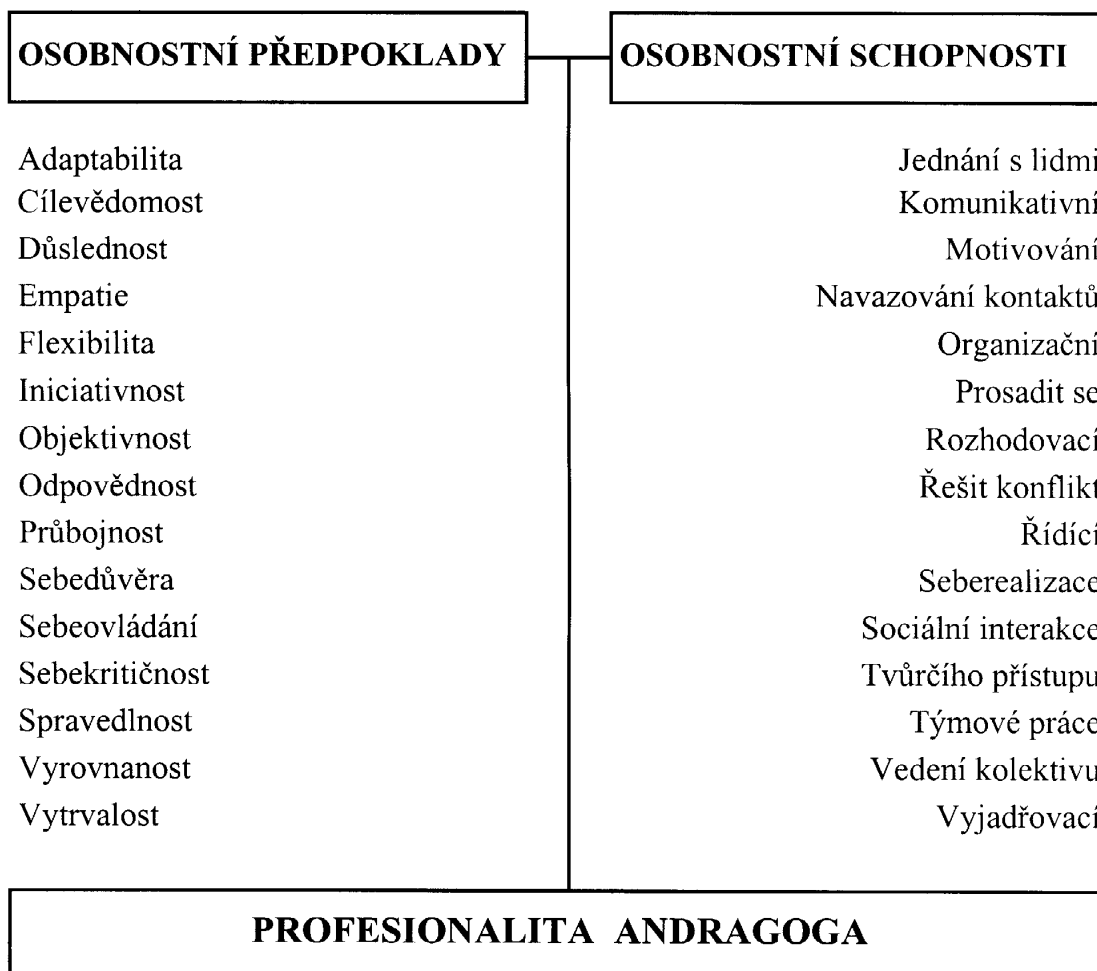 OSOBNOSTNÍ PŘEDPOKLADY
OSOBNOSTNÍ SCHOPNOSTI
Adaptabilita
Cílevědomost
Důslednost
Empatie
Flexibilita
Iniciativnost
Objektivnost
Odpovědnost
Průbojnost
Sebedůvěra
Sebeovládání
Sebekritičnost
Spravedlnost
Vyrovnanost
Vytrvalost
Jednání s lidmi
Komunikativní
Motivování
Navazování kontaktů
Organizační
Prosadit se
Rozhodovací
Řešit konflikt
Řídící
Seberealizace
Sociální interakce
Tvůrčího přístupu
Týmové práce
Vedení kolektivu
Vyjadřovací
PROFESIONALITA ANDRAGOGA